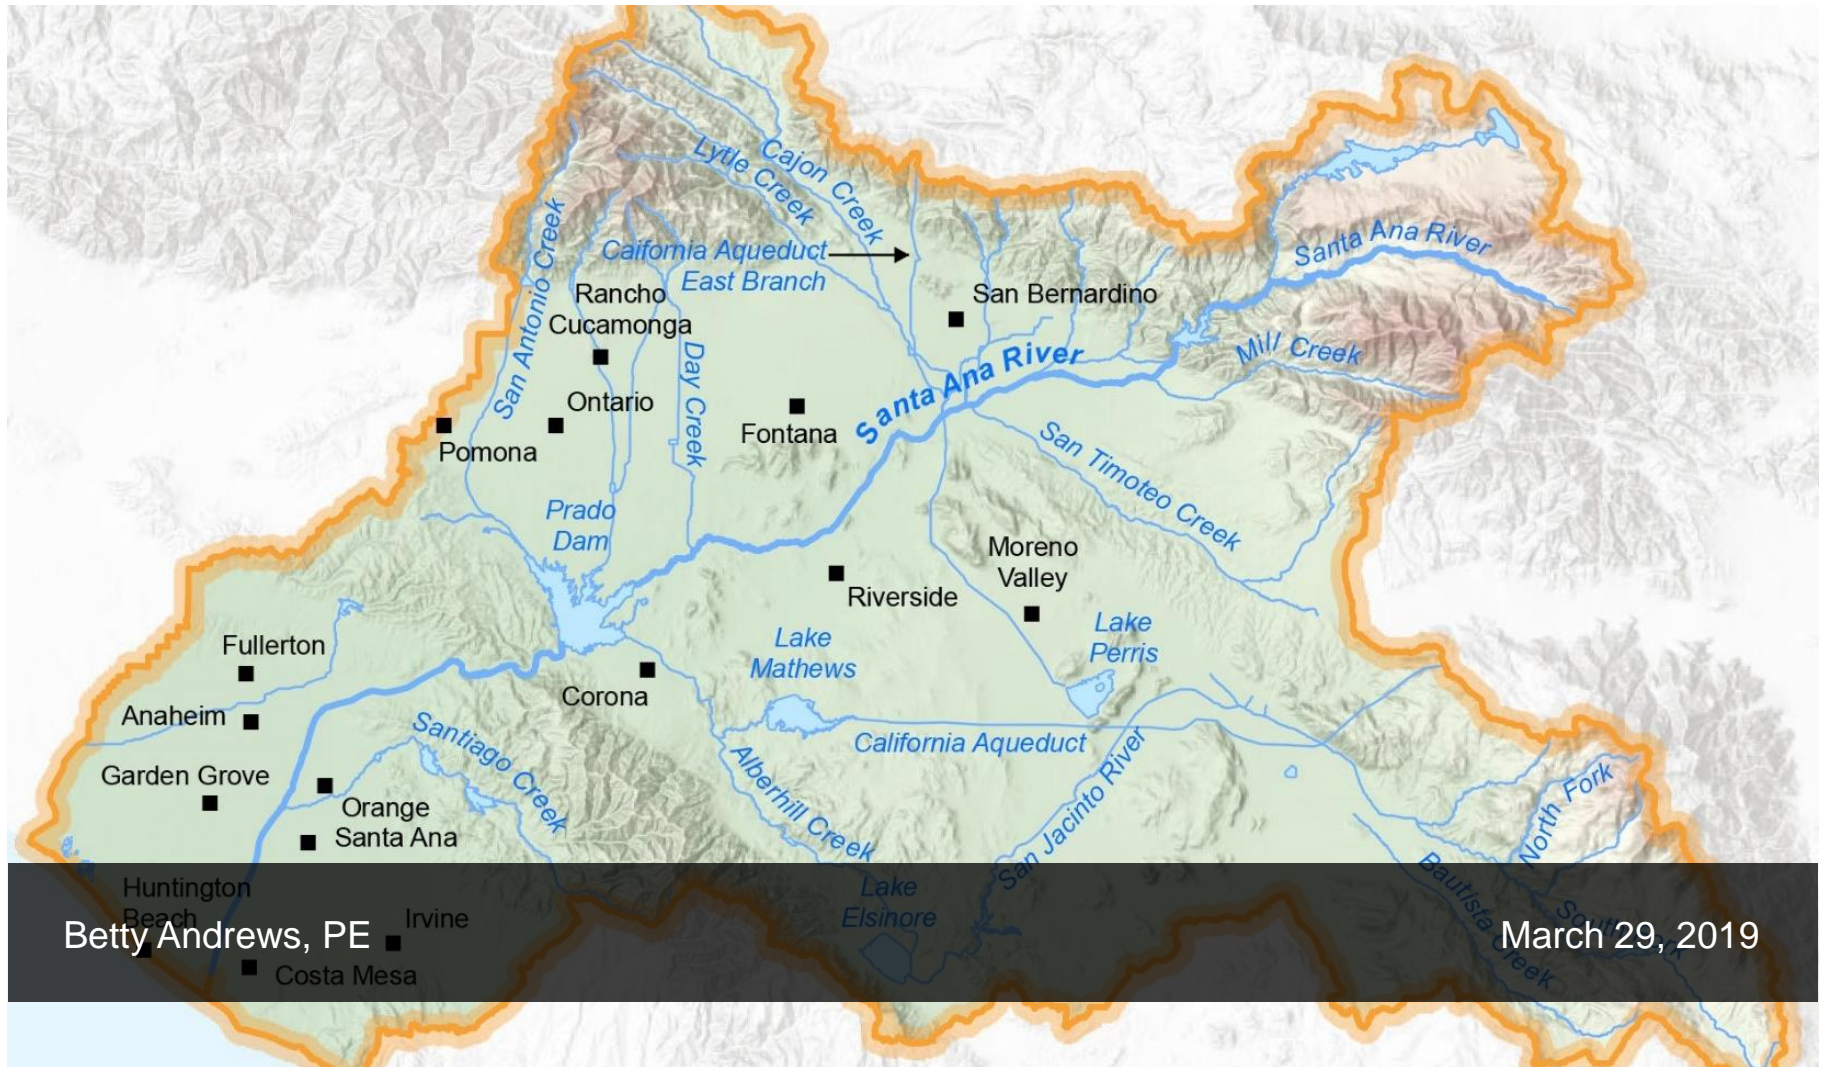 Cajon Creek
Lytle Creek
San Antonio Creek
Caifornia Aqueduct
East Branch
Santa Ana River
Rancho
Cucamonga
San Bernardino
Mill Creek
Santa Ana River
Day Creek
Ontario
Pomona
Fontana
San Timoteo Creek
Prado
Dam
Moreno
Valley
Riverside
Lake
Perris
Lake
Mathews
Fullerton
Corona
Anaheim
Santiago Creek
California Aqueduct
Alberhill Creek
San Jacinto River
Garden Grove
Orange
Santa Ana
North Fork
Huntington
Beach
Irvine
Lake
Elsinore
Bautista Creek
South Fork
Costa Mesa
Betty Andrews, PE
March 29, 2019